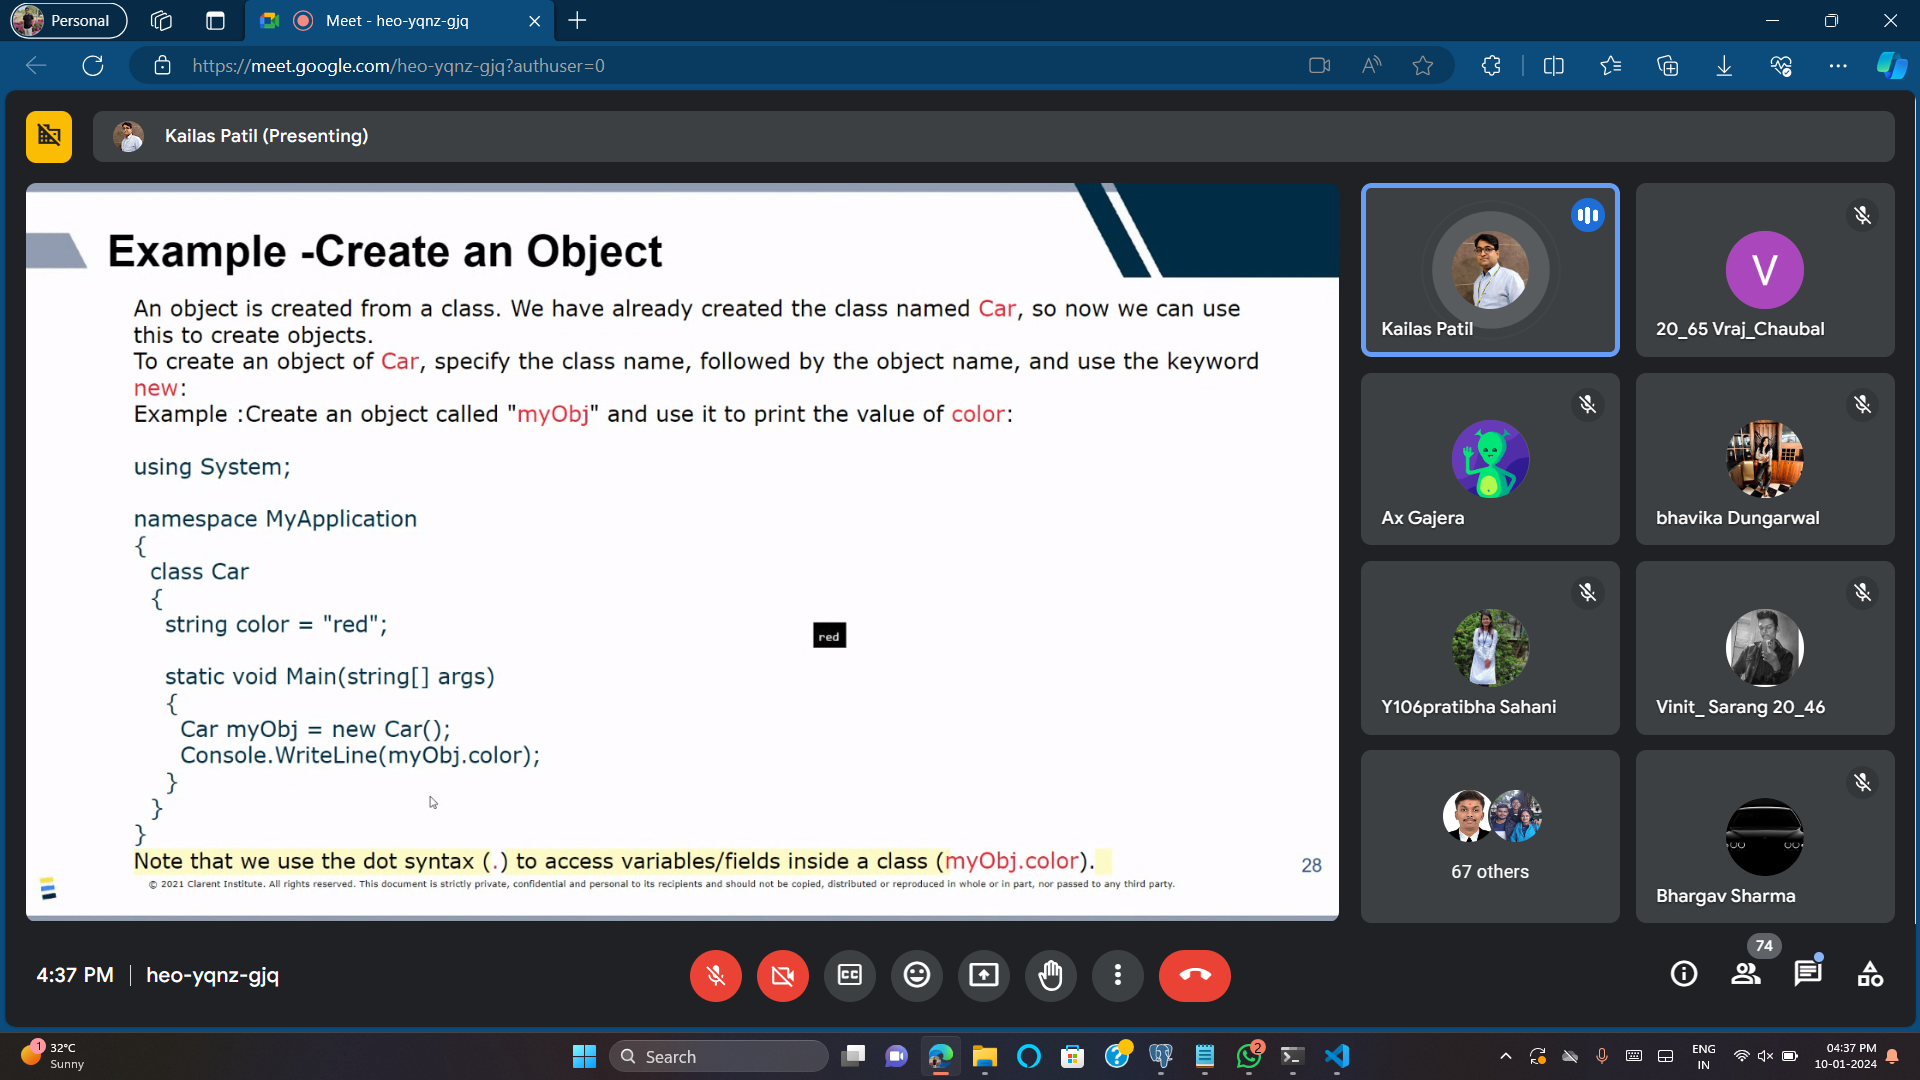 Personal
Meet - heo-yqnz-gjq
https://meet.google.com/heo-yqnz-gjq?authuser=0
Kailas Patil (Presenting)
Example -Create an Object
An object is created from a class. We have already created the class named Car, so now we can use
this to create objects.
To create an object of Car, specify the class name, followed by the object name, and use the keyword
new:
Example :Create an object called "myObj" and use it to print the value of color:
using System;
namespace MyApplication
{
class Car
{
string color = "red";
red
static void Main(string[] args)
{
Car myObj = new Car();
Console.WriteLine(myObj.color);
}
}
}
Note that we use the dot syntax (.) to access variables/fields inside a class (myObj.color).
28
© 2021 Clarent Institute. All rights reserved. This document is strictly private, confidential and personal to its recipients and should not be copied, distributed or reproduced in whole or in part, nor passed to any third party.
Kailas Patil
V
20_65 Vraj_Chaubal
Ax Gajera
bhavika Dungarwal
Y106pratibha Sahani
Vinit_ Sarang 20_46
67 others
Bhargav Sharma
4:37 PM
heo-yqnz-gjq
CC
74
1
32°C
Sunny
Search
2
ENG
IN
04:37 PM
10-01-2024